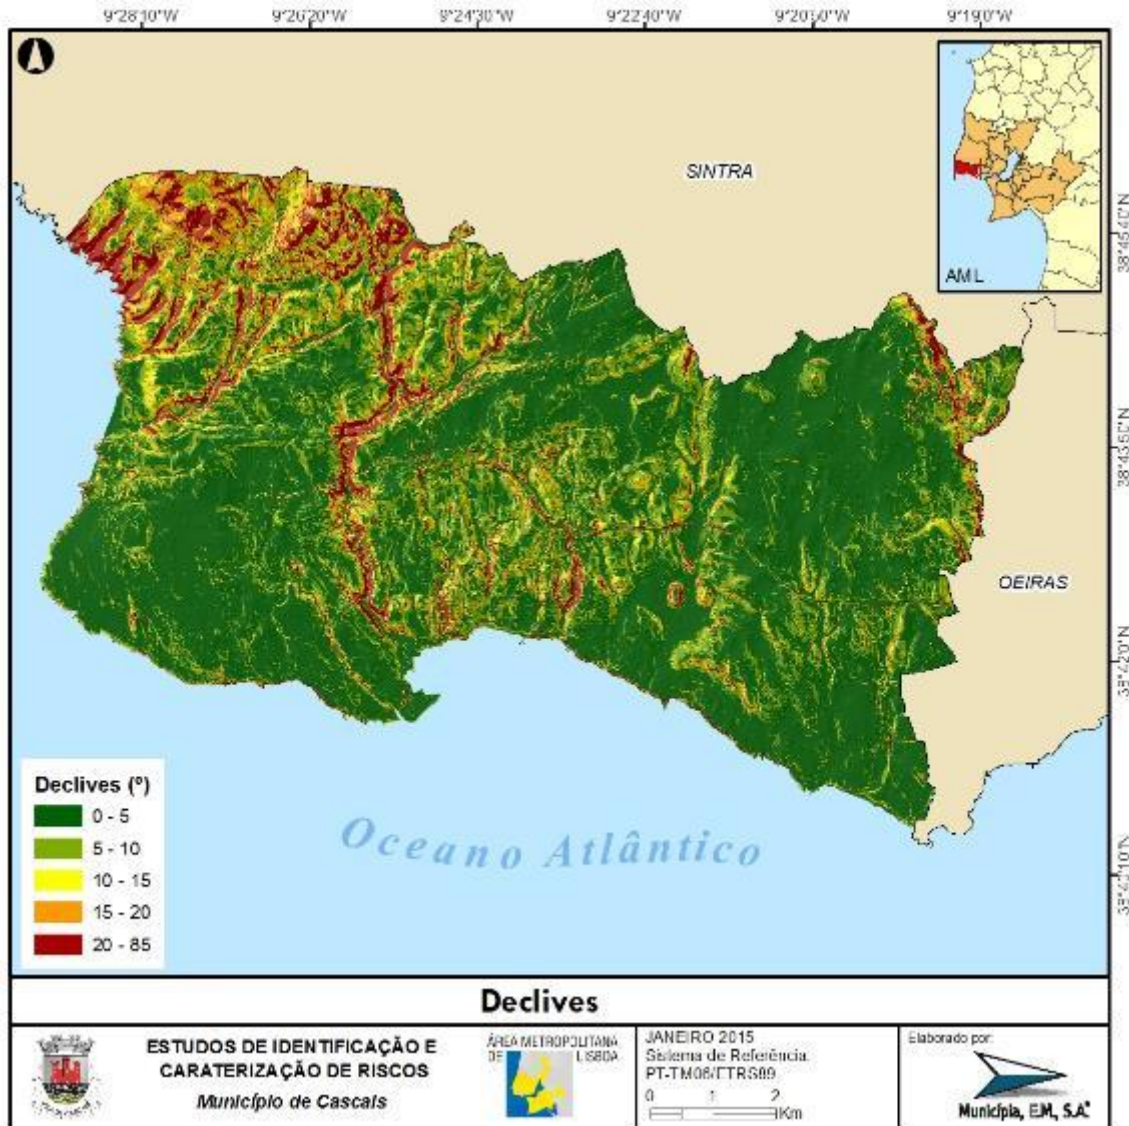 9°28'10"W
9°26'20"W
9°24'30"W
9°22'40"W
9°20'50"W
9°19'0"W
SINTRA
AML
OEIRAS
Declives (º)
0 - 5
5 - 10
10 - 15
15 - 20
20 - 85
Oceano Atlântico
Declives
ESTUDOS DE IDENTIFICAÇÃO E
CARATERIZAÇÃO DE RISCOS
Município de Cascais
ÁREA METROPOLITANA
DE LISBOA
JANEIRO 2015
Sistema de Referência:
PT-TM06/ETRS89
0 1 2
Km
Elaborado por:
Município, E.M., S.A.